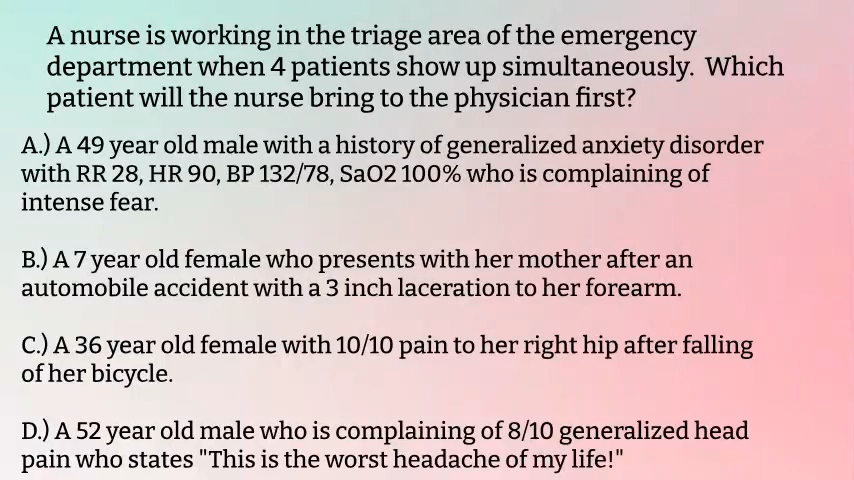 A nurse is working in the triage area of the emergency
department when 4 patients show up simultaneously.  Which
patient will the nurse bring to the physician first?
A.) A 49 year old male with a history of generalized anxiety disorder
with RR 28, HR 90, BP 132/78, SaO2 100% who is complaining of
intense fear.
B.) A 7 year old female who presents with her mother after an
automobile accident with a 3 inch laceration to her forearm.
C.) A 36 year old female with 10/10 pain to her right hip after falling
of her bicycle.
D.) A 52 year old male who is complaining of 8/10 generalized head
pain who states "This is the worst headache of my life!"